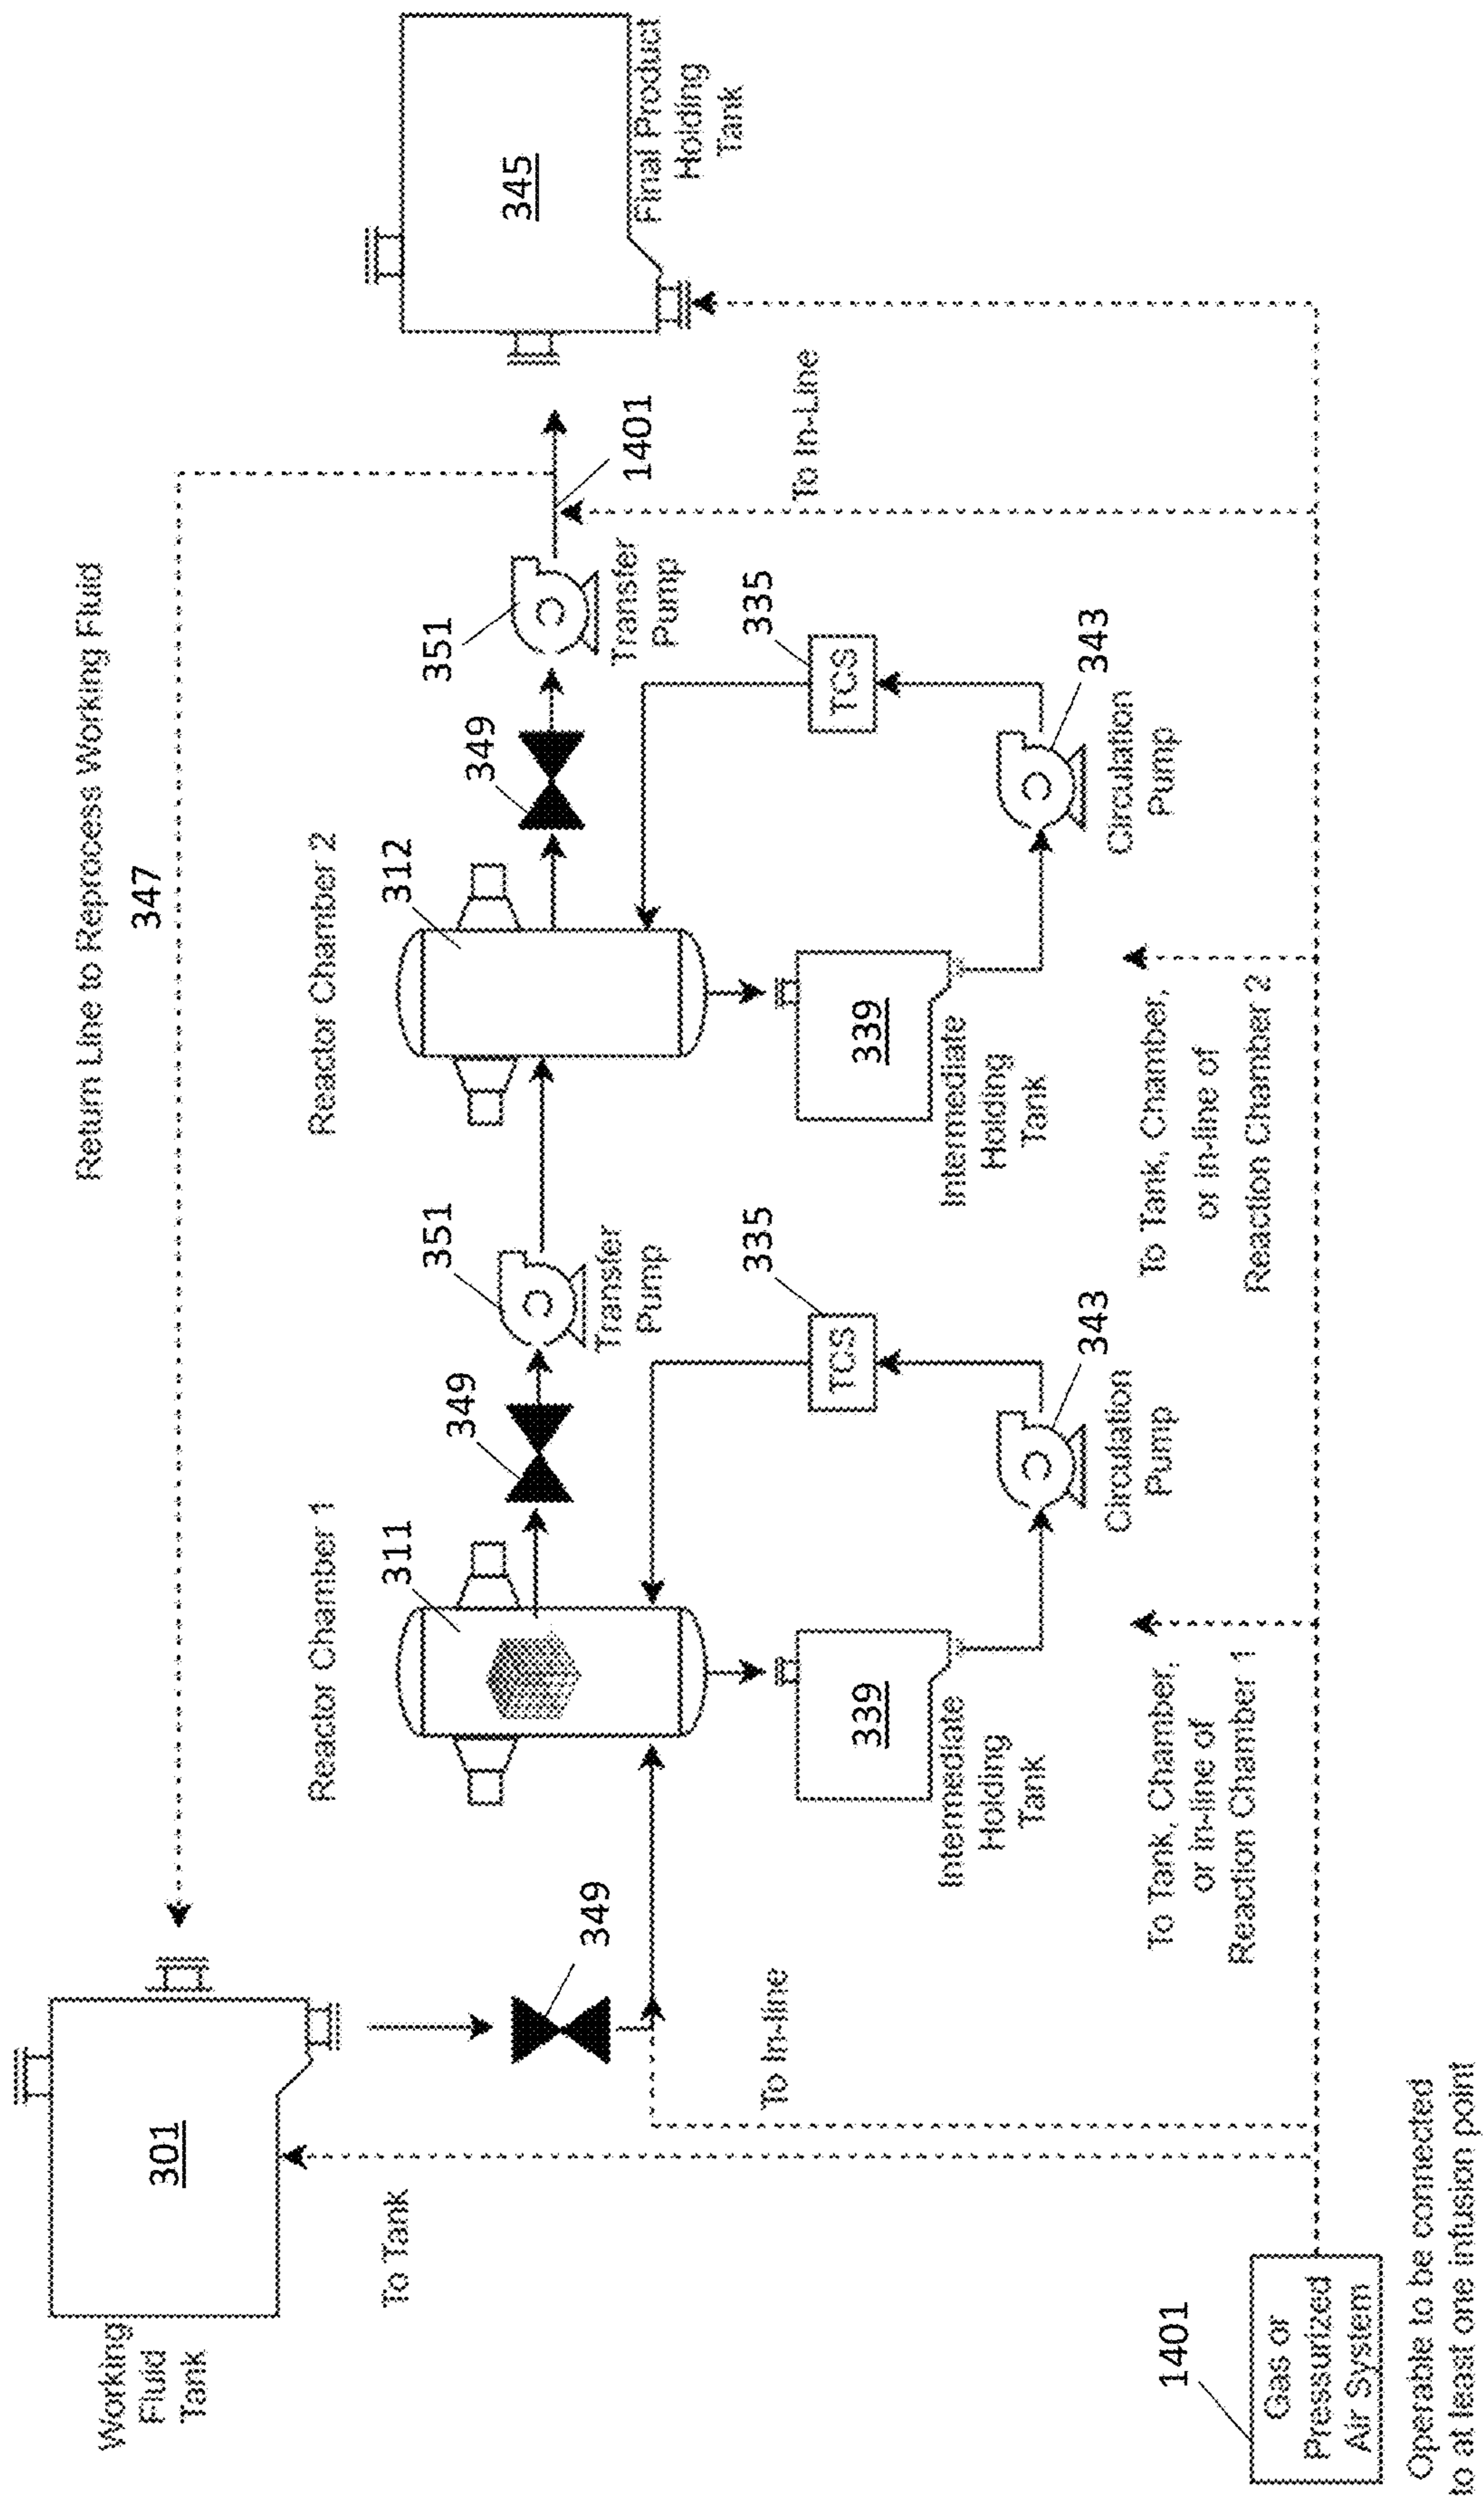 Return Line to Reprocess Working Fluid
347
Working
Fluid
Tank
301
To Tank
349
To In-line
Reactor Chamber 1
311
349
351
Transfer
Pump
Reactor Chamber 2
312
349
351
Transfer
Pump
1401
To In-Line
345
Final Product
Holding
Tank
339
Intermediate
Holding
Tank
335
TCS
343
Circulation
Pump
339
Intermediate
Holding
Tank
335
TCS
343
Circulation
Pump
To Tank, Chamber,
or in-line of
Reaction Chamber 1
To Tank, Chamber,
or in-line of
Reaction Chamber 2
1401
Gas or
Pressurized
Air System
Operable to be connected
to at least one infusion point